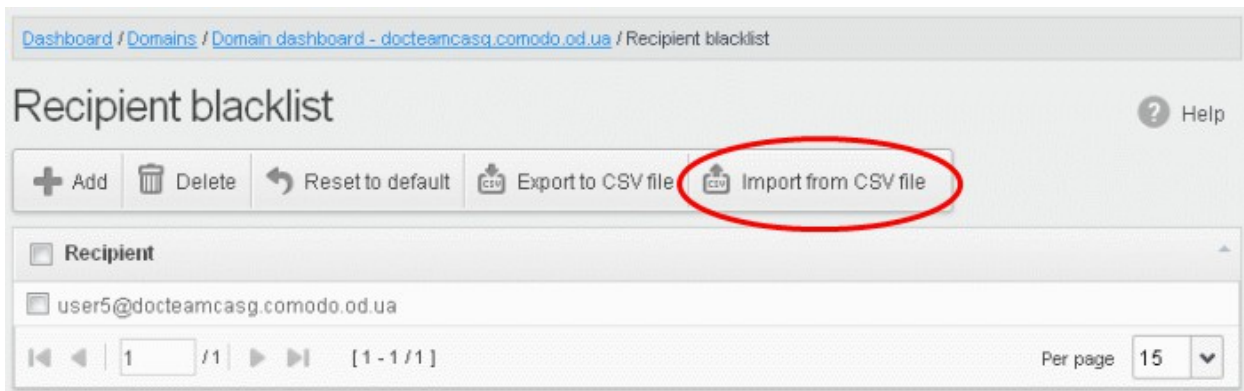 Dashboard / Domains / Domain dashboard - docteamcasg.comodo.od.ua / Recipient blacklist
Recipient blacklist
? Help
Add Delete Reset to default CSV Export to CSV file CSV Import from CSV file
Recipient
user5@docteamcasg.comodo.od.ua
1 /1 [1 - 1 /1] Per page 15